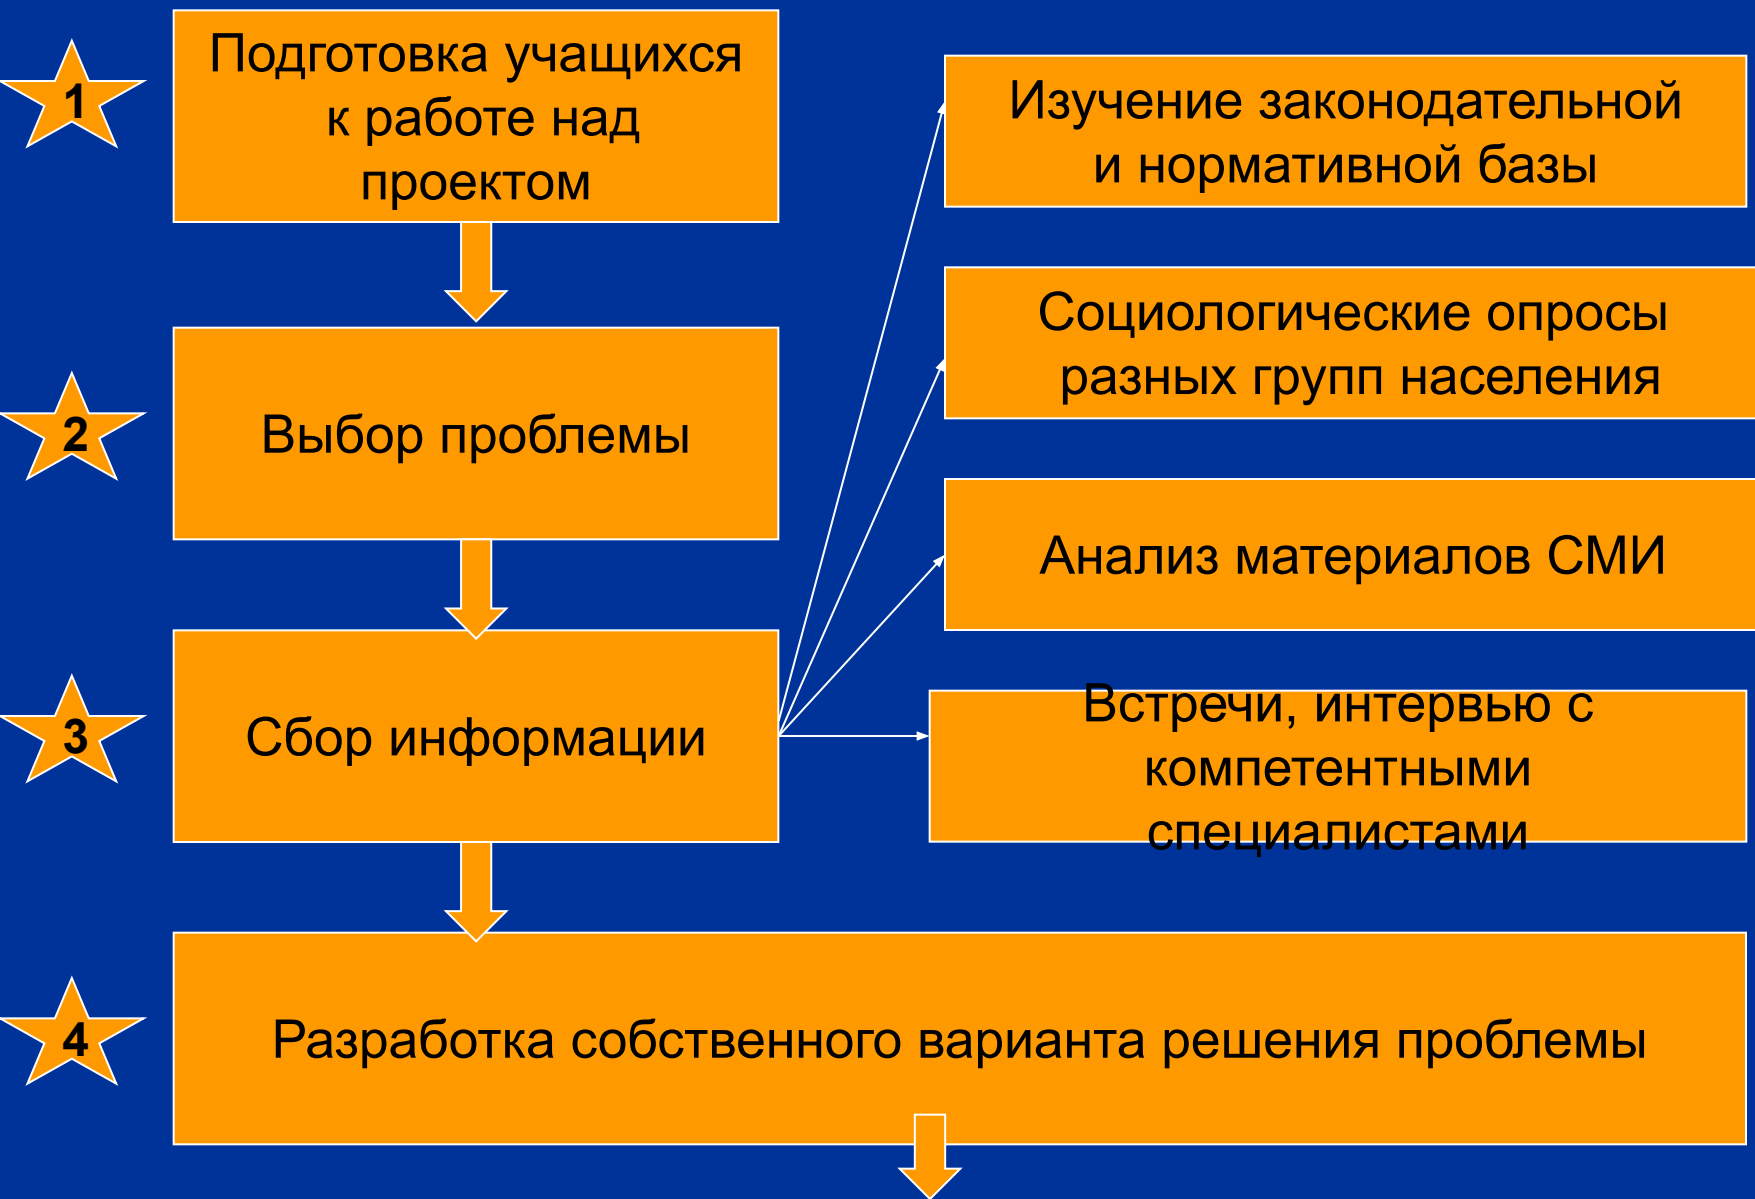 1
Подготовка учащихся
к работе над
проектом
2
Выбор проблемы
3
Сбор информации
Изучение законодательной
и нормативной базы
Социологические опросы
разных групп населения
Анализ материалов СМИ
Встречи, интервью с
компетентными
специалистами
4
Разработка собственного варианта решения проблемы